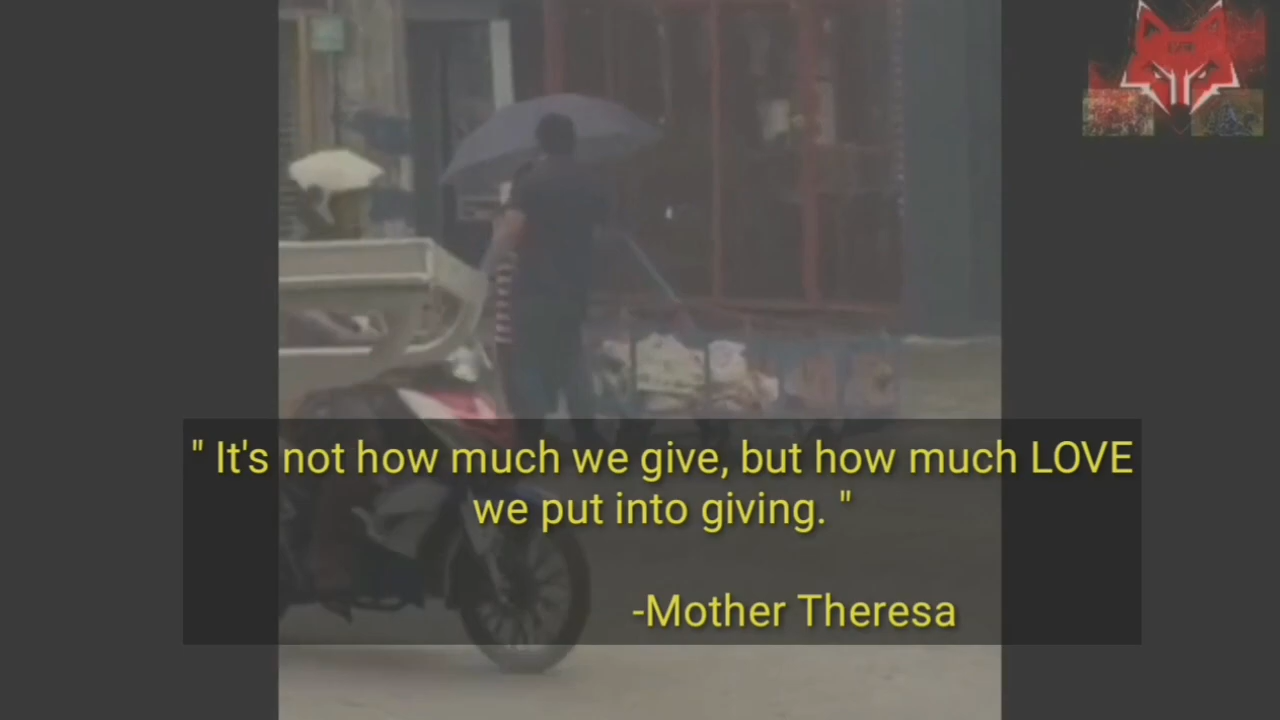 " It's not how much we give, but how much LOVE
we put into giving. "
-Mother Theresa